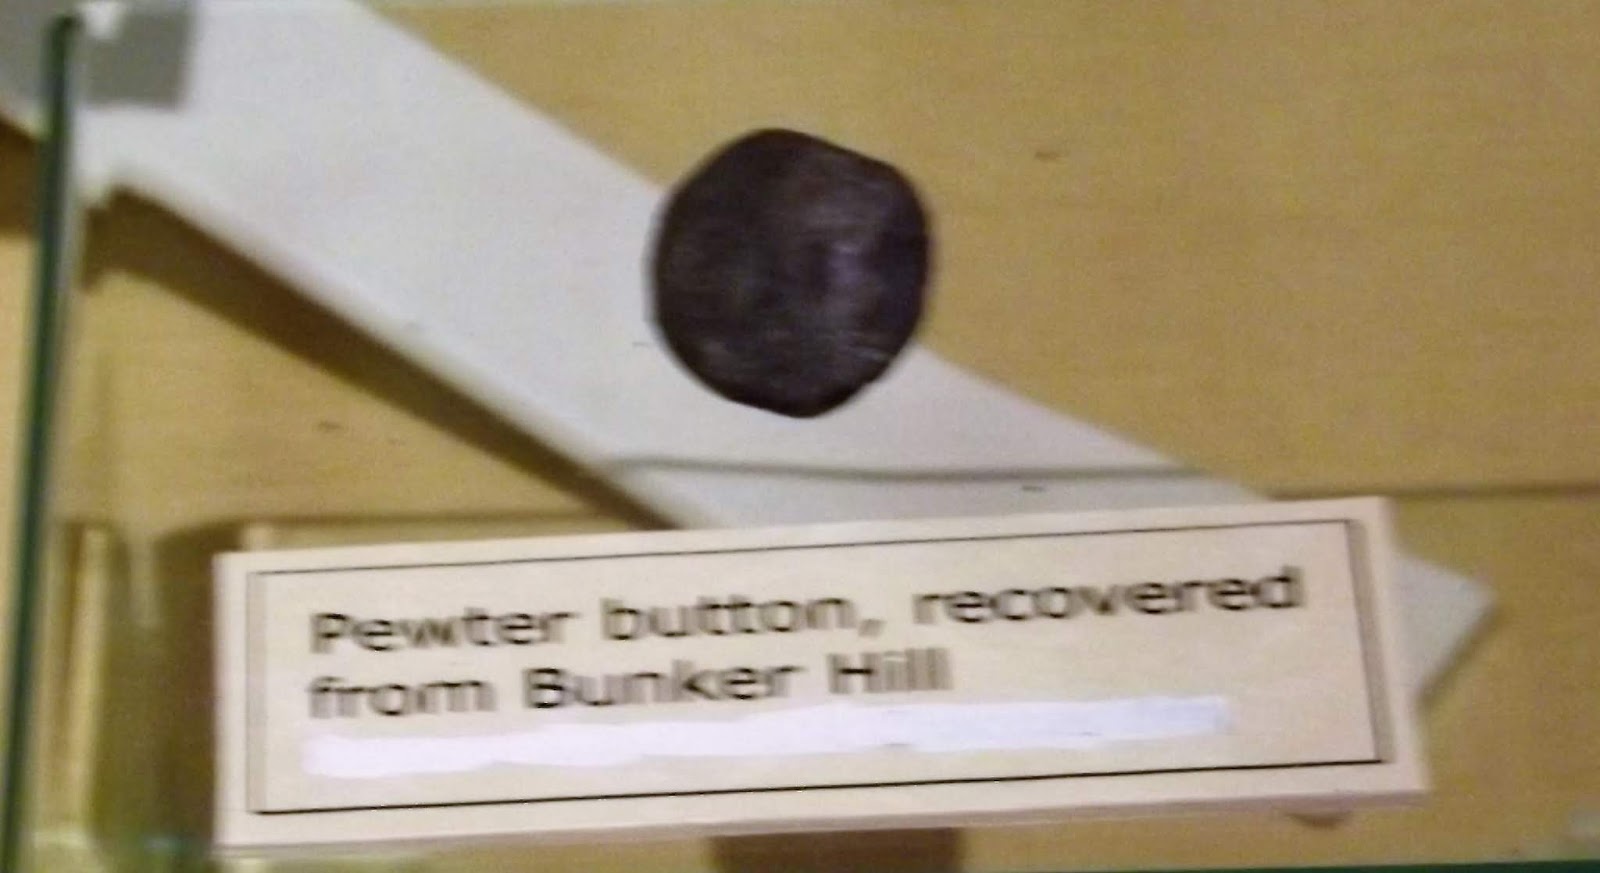 Pewter button, recovered
from Bunker Hill